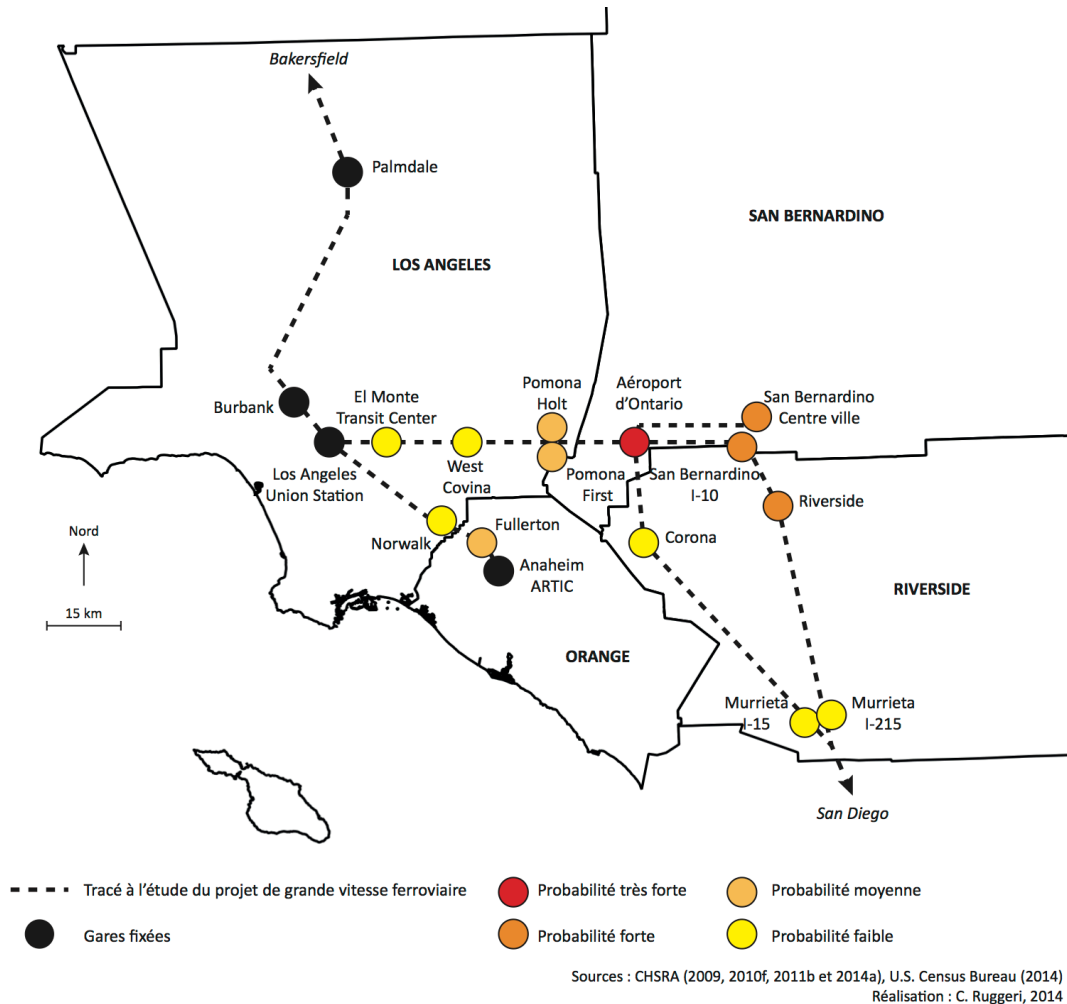 Bakersfield
Palmdale
SAN BERNARDINO
LOS ANGELES
Burbank
El Monte
Transit Center
Pomona
Holt
Aéroport
d'Ontario
San Bernardino
Centre ville
Los Angeles
Union Station
West
Covina
Pomona
First
San Bernardino
I-10
Riverside
Norwalk
Fullerton
Corona
Anaheim
ARTIC
Nord
15 km
RIVERSIDE
ORANGE
Murrieta
I-15
Murrieta
I-215
San Diego
Tracé à l'étude du projet de grande vitesse ferroviaire
Gares fixées
Probabilité très forte
Probabilité forte
Probabilité moyenne
Probabilité faible
Sources : CHSRA (2009, 2010f, 2011b et 2014a), U.S. Census Bureau (2014)
Réalisation : C. Ruggeri, 2014